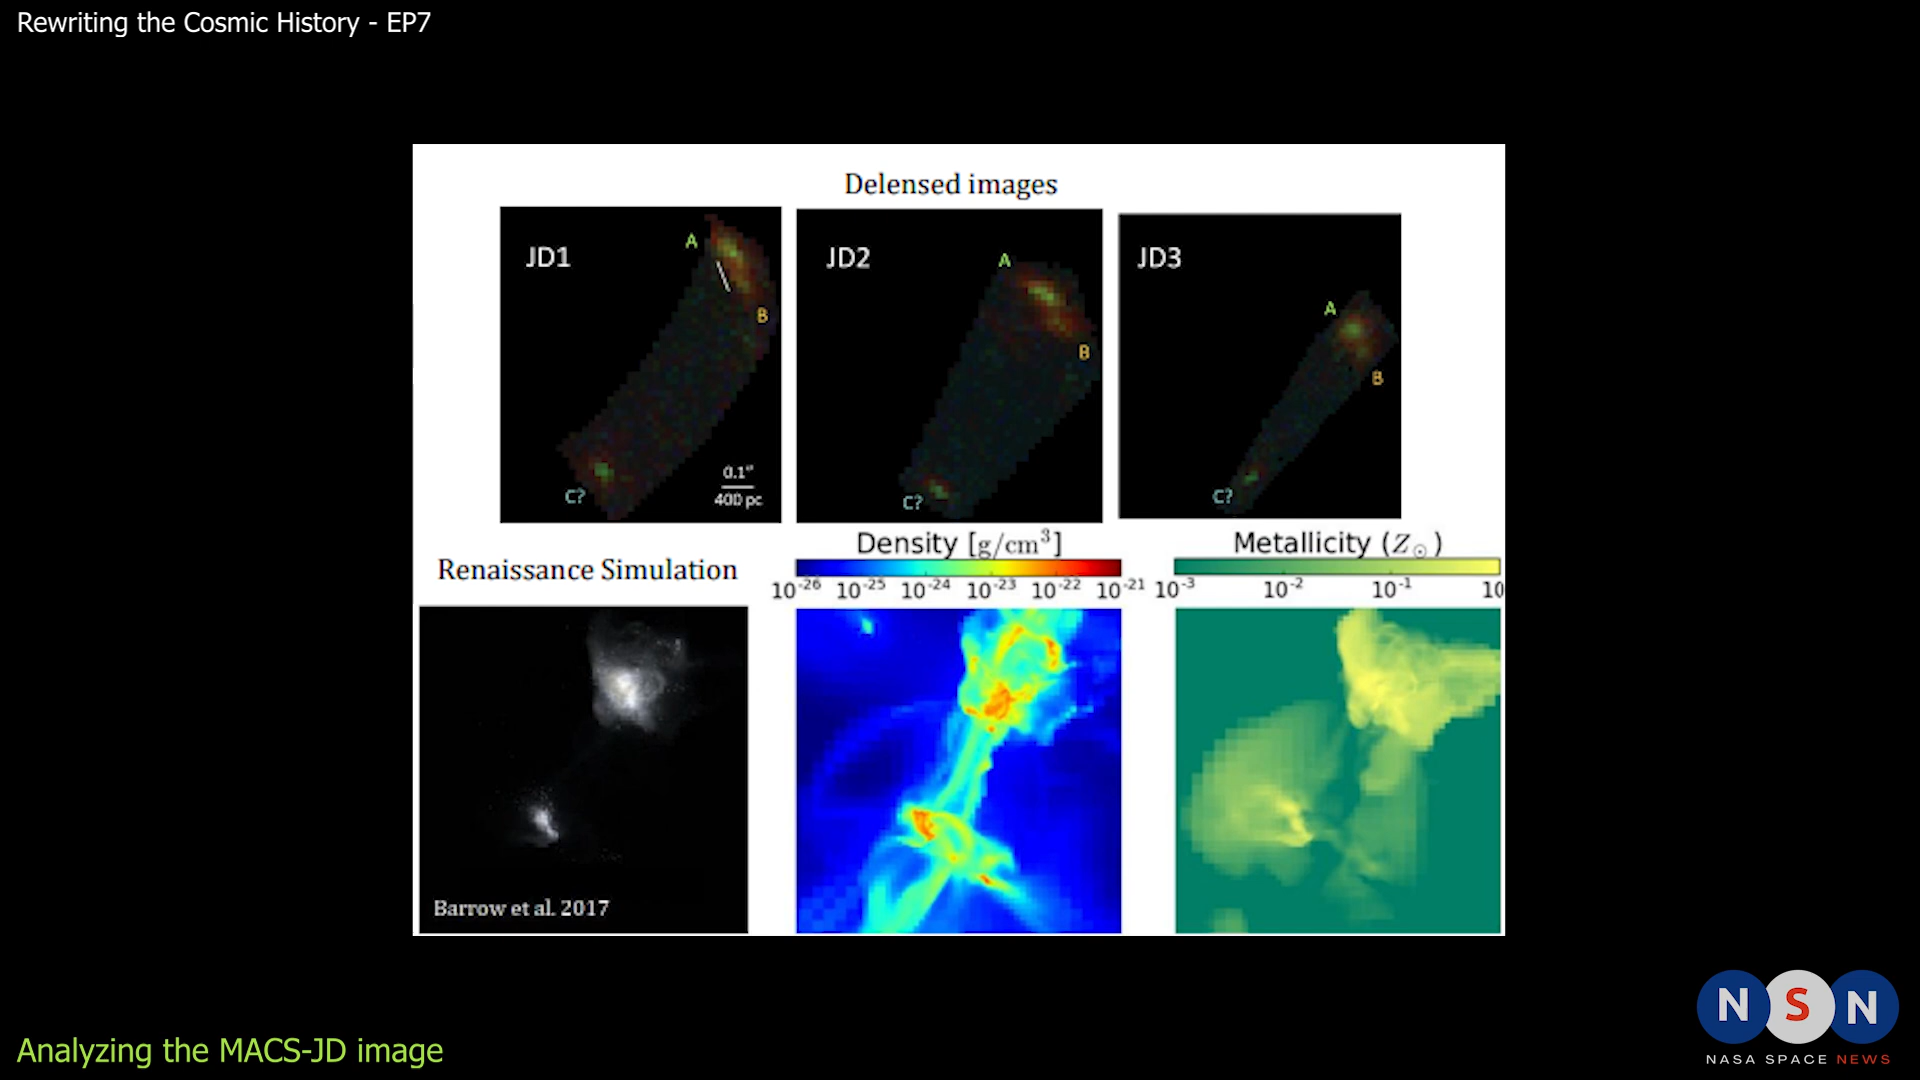 Rewriting the Cosmic History - EP7
Delensed images
JD1
A
B
C?
0.1"
400 pc
JD2
A
B
C?
JD3
A
B
C?
Renaissance Simulation
Density [g/cm³]
10⁻²⁶ 10⁻²⁵ 10⁻²⁴ 10⁻²³ 10⁻²² 10⁻²¹
Metallicity (Z☉)
10⁻³ 10⁻² 10⁻¹ 10
Barrow et al. 2017
Analyzing the MACS-JD image
N S N
NASA SPACE NEWS